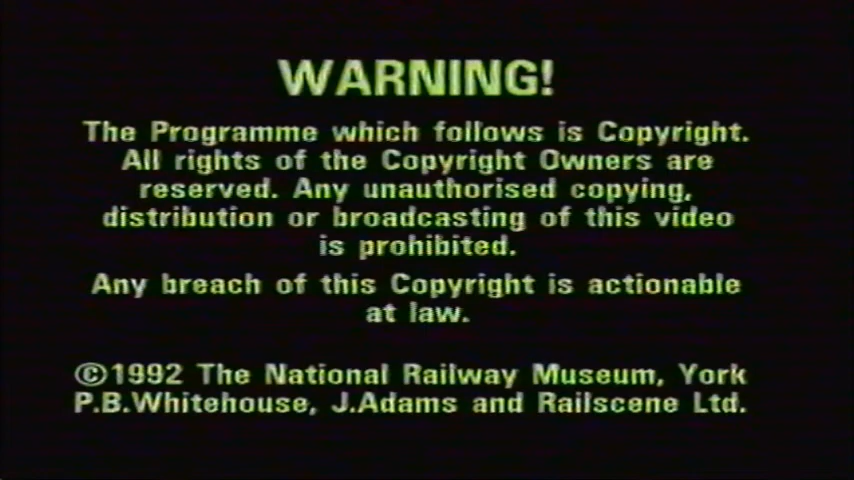 WARNING!
The Programme which follows is Copyright.
All rights of the Copyright Owners are
reserved. Any unauthorised copying,
distribution or broadcasting of this video
is prohibited.
Any breach of this Copyright is actionable
at law.
©1992 The National Railway Museum, York
P.B.Whitehouse, J.Adams and Railscene Ltd.